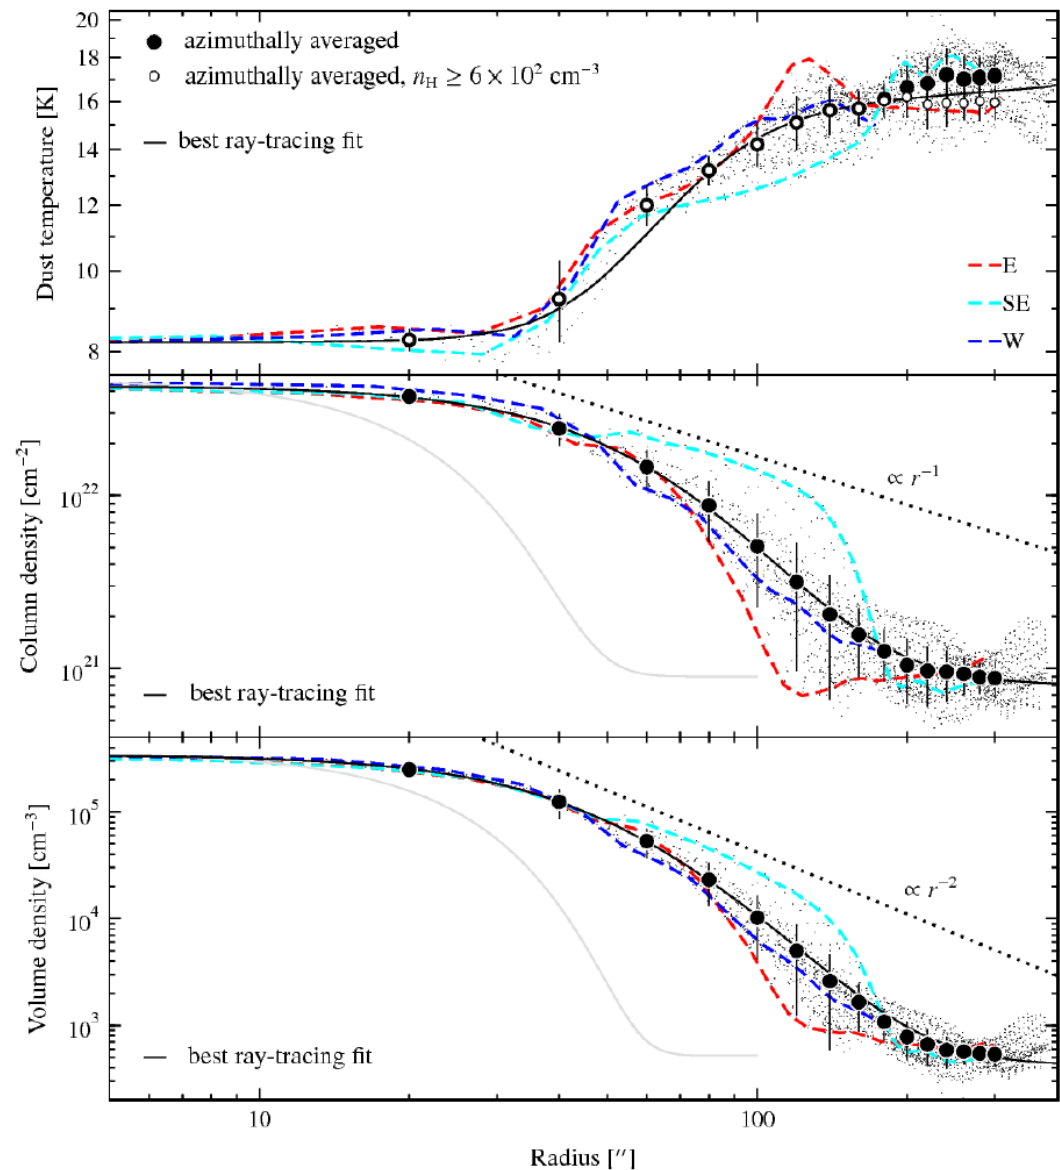 20
18
16
14
12
10
8
Dust temperature [K]
azimuthally averaged
azimuthally averaged, n_H ≥ 6 × 10² cm⁻³
best ray-tracing fit
E
SE
W
10²²
10²¹
Column density [cm⁻²]
∝ r⁻¹
best ray-tracing fit
10⁵
10⁴
10³
Volume density [cm⁻³]
∝ r⁻²
best ray-tracing fit
10
100
Radius [″]